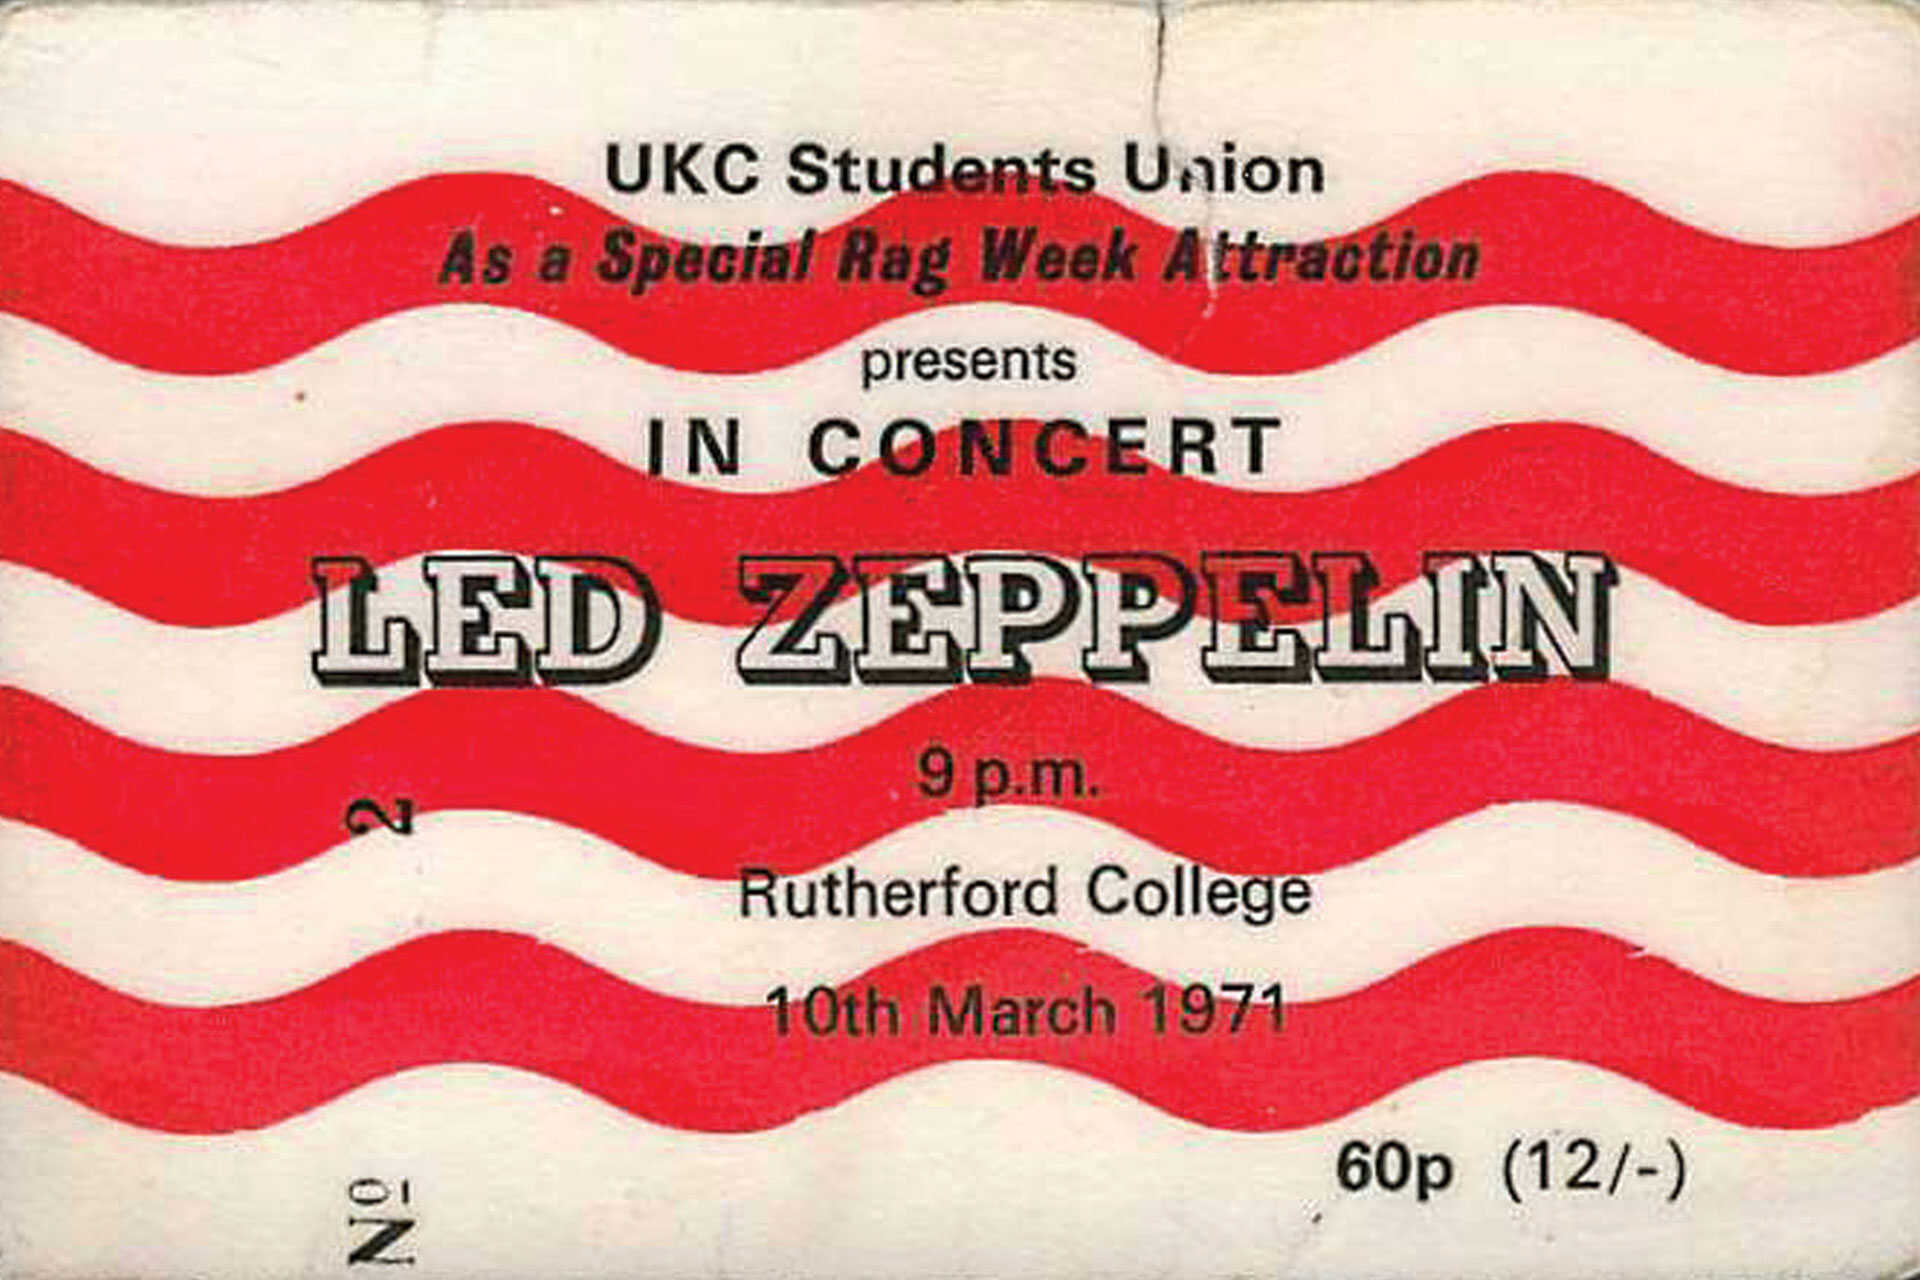 UKC Students Union
As a Special Rag Week Attraction
presents
IN CONCERT
LED ZEPPELIN
9 p.m.
Rutherford College
10th March 1971
60p (12/-)
Nº 2